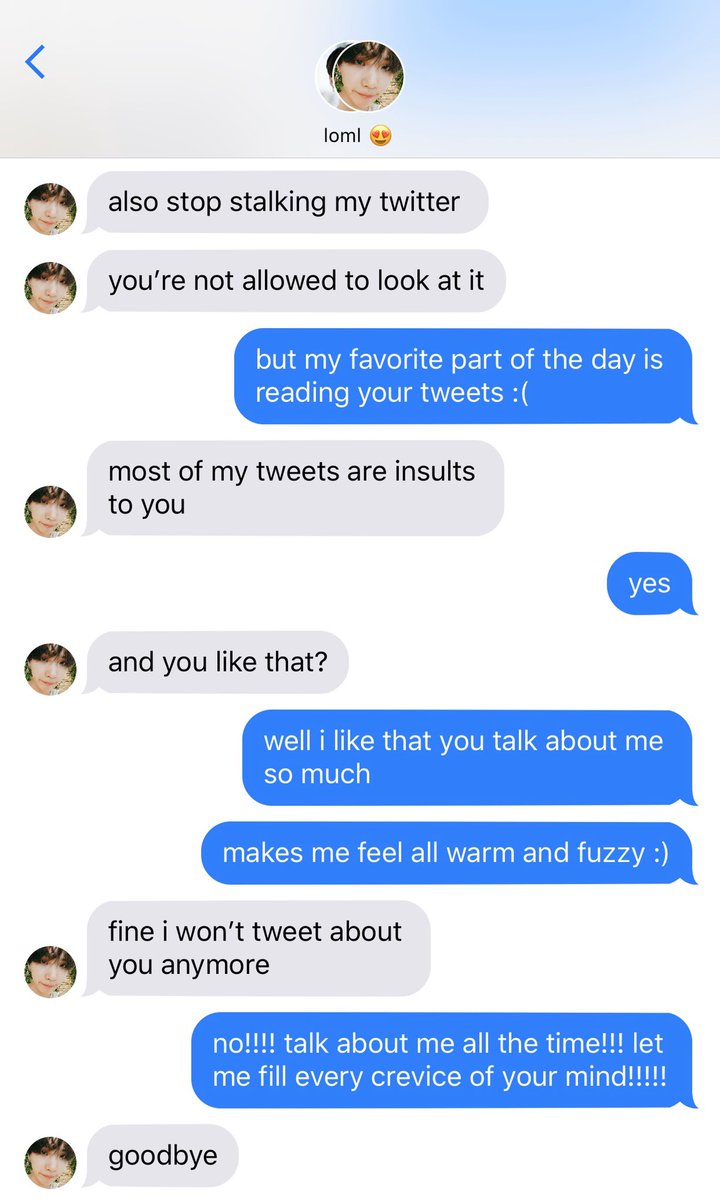 loml 😍
also stop stalking my twitter
you’re not allowed to look at it
but my favorite part of the day is
reading your tweets :(
most of my tweets are insults
to you
yes
and you like that?
well i like that you talk about me
so much
makes me feel all warm and fuzzy :)
fine i won’t tweet about
you anymore
no!!!! talk about me all the time!!! let
me fill every crevice of your mind!!!!!
goodbye